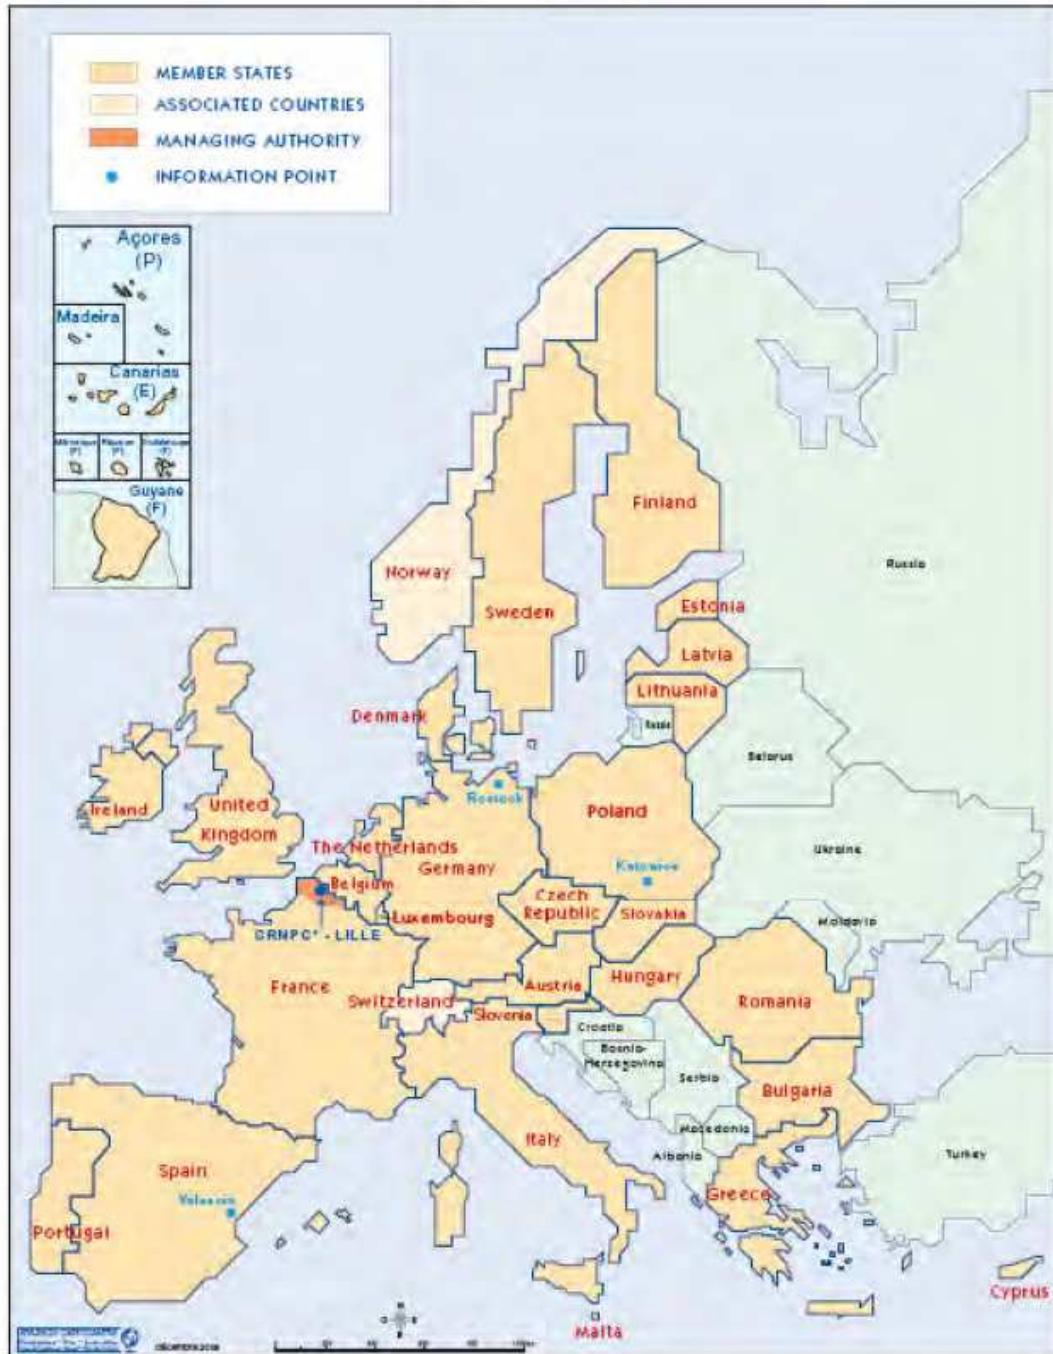 MEMBER STATES
ASSOCIATED COUNTRIES
MANAGING AUTHORITY
INFORMATION POINT
Açores
(P)
Madeira
Canarias
(E)
(F)
(F)
Guyane
(F)
Norway
Sweden
Finland
Russia
Estonia
Latvia
Lithuania
Russia
Denmark
Belarus
Ireland
United
Kingdom
Rostock
Poland
The Netherlands
Germany
Katowice
Ukraine
Belgium
Czech
Republic
Slovakia
Luxembourg
Moldavia
CRNPC* - LILLE
France
Switzerland
Austria
Hungary
Romania
Slovenia
Croatia
Bosnia-
Hercegovina
Serbia
Bulgaria
Italy
Macedonia
Albania
Turkey
Spain
Valencia
Greece
Portugal
Cyprus
Malta